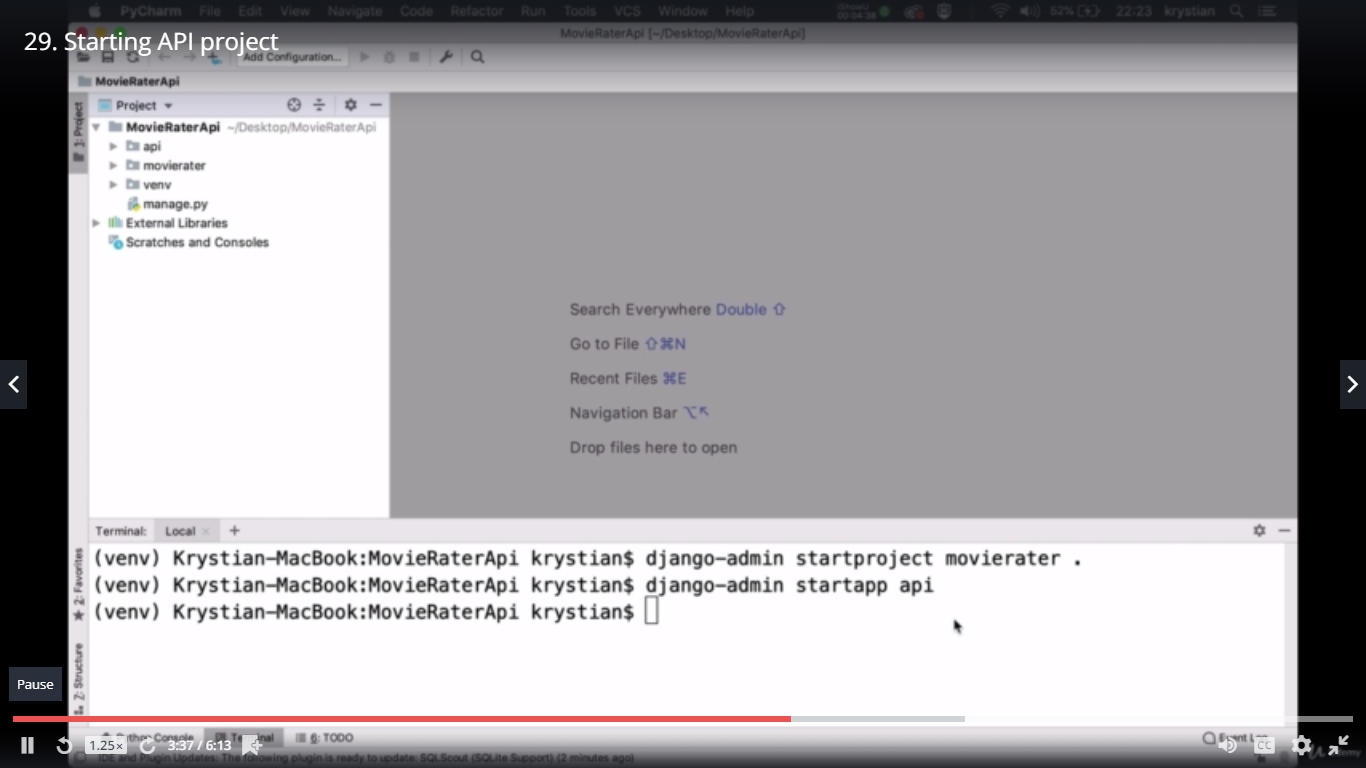 PyCharm File Edit View Navigate Code Refactor Run Tools VCS Window Help 00:04:38 52% 22:23 krystian
MovieRaterApi [~/Desktop/MovieRaterApi]
29. Starting API project
Add Configuration...
MovieRaterApi
1: Project
Project
MovieRaterApi ~/Desktop/MovieRaterApi
api
movierater
venv
manage.py
External Libraries
Scratches and Consoles
Search Everywhere Double ⇧
Go to File ⇧⌘N
Recent Files ⌘E
Navigation Bar ⌥↖
Drop files here to open
Terminal: Local × +
(venv) Krystian-MacBook:MovieRaterApi krystian$ django-admin startproject movierater .
(venv) Krystian-MacBook:MovieRaterApi krystian$ django-admin startapp api
(venv) Krystian-MacBook:MovieRaterApi krystian$
2: Favorites
Z: Structure
Pause
Python Console Terminal 6: TODO Event Log
1.25× 3:37 / 6:13 CC
IDE and Plugin Updates: The following plugin is ready to update: SQLScout (SQLite Support) (2 minutes ago)